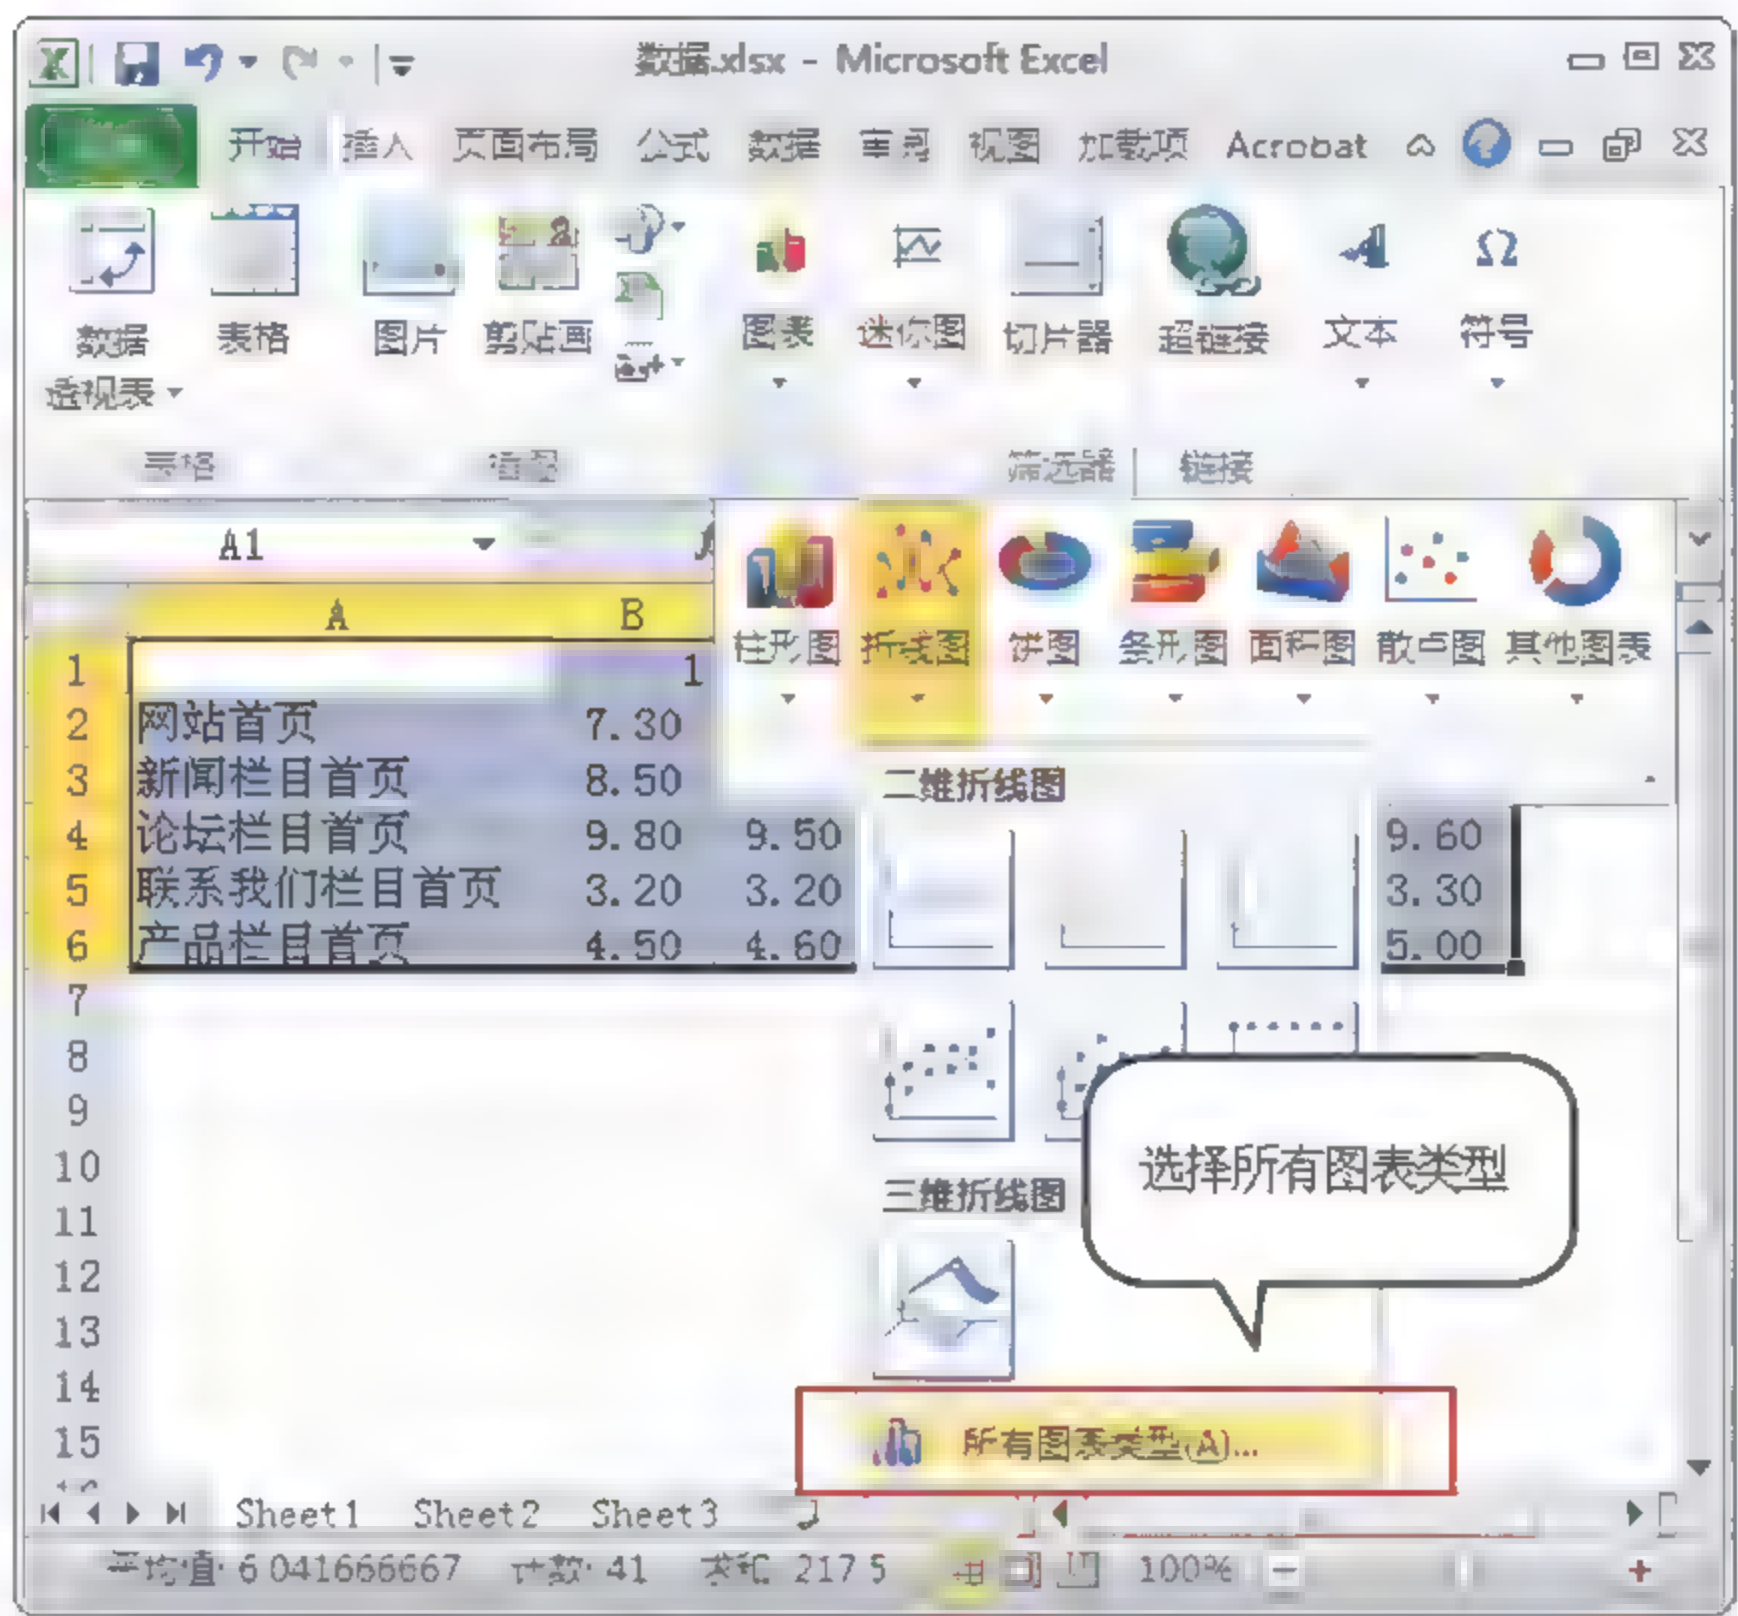 数据.xlsx - Microsoft Excel
开始 插入 页面布局 公式 数据 审阅 视图 加载项 Acrobat
数据 表格 图片 剪贴画 图表 迷你图 切片器 超链接 文本 符号
透视表
表格 插图 筛选器 链接
A1
柱形图 折线图 饼图 条形图 面积图 散点图 其他图表
A B
1 1
2 网站首页 7.30
3 新闻栏目首页 8.50
二维折线图
4 论坛栏目首页 9.80 9.50 9.60
5 联系我们栏目首页 3.20 3.20 3.30
6 产品栏目首页 4.50 4.60 5.00
7
8
9
10
选择所有图表类型
三维折线图
11
12
13
14
15
所有图表类型(A)...
Sheet1 Sheet2 Sheet3
平均值: 6.041666667 计数: 41 求和: 217.5 100%